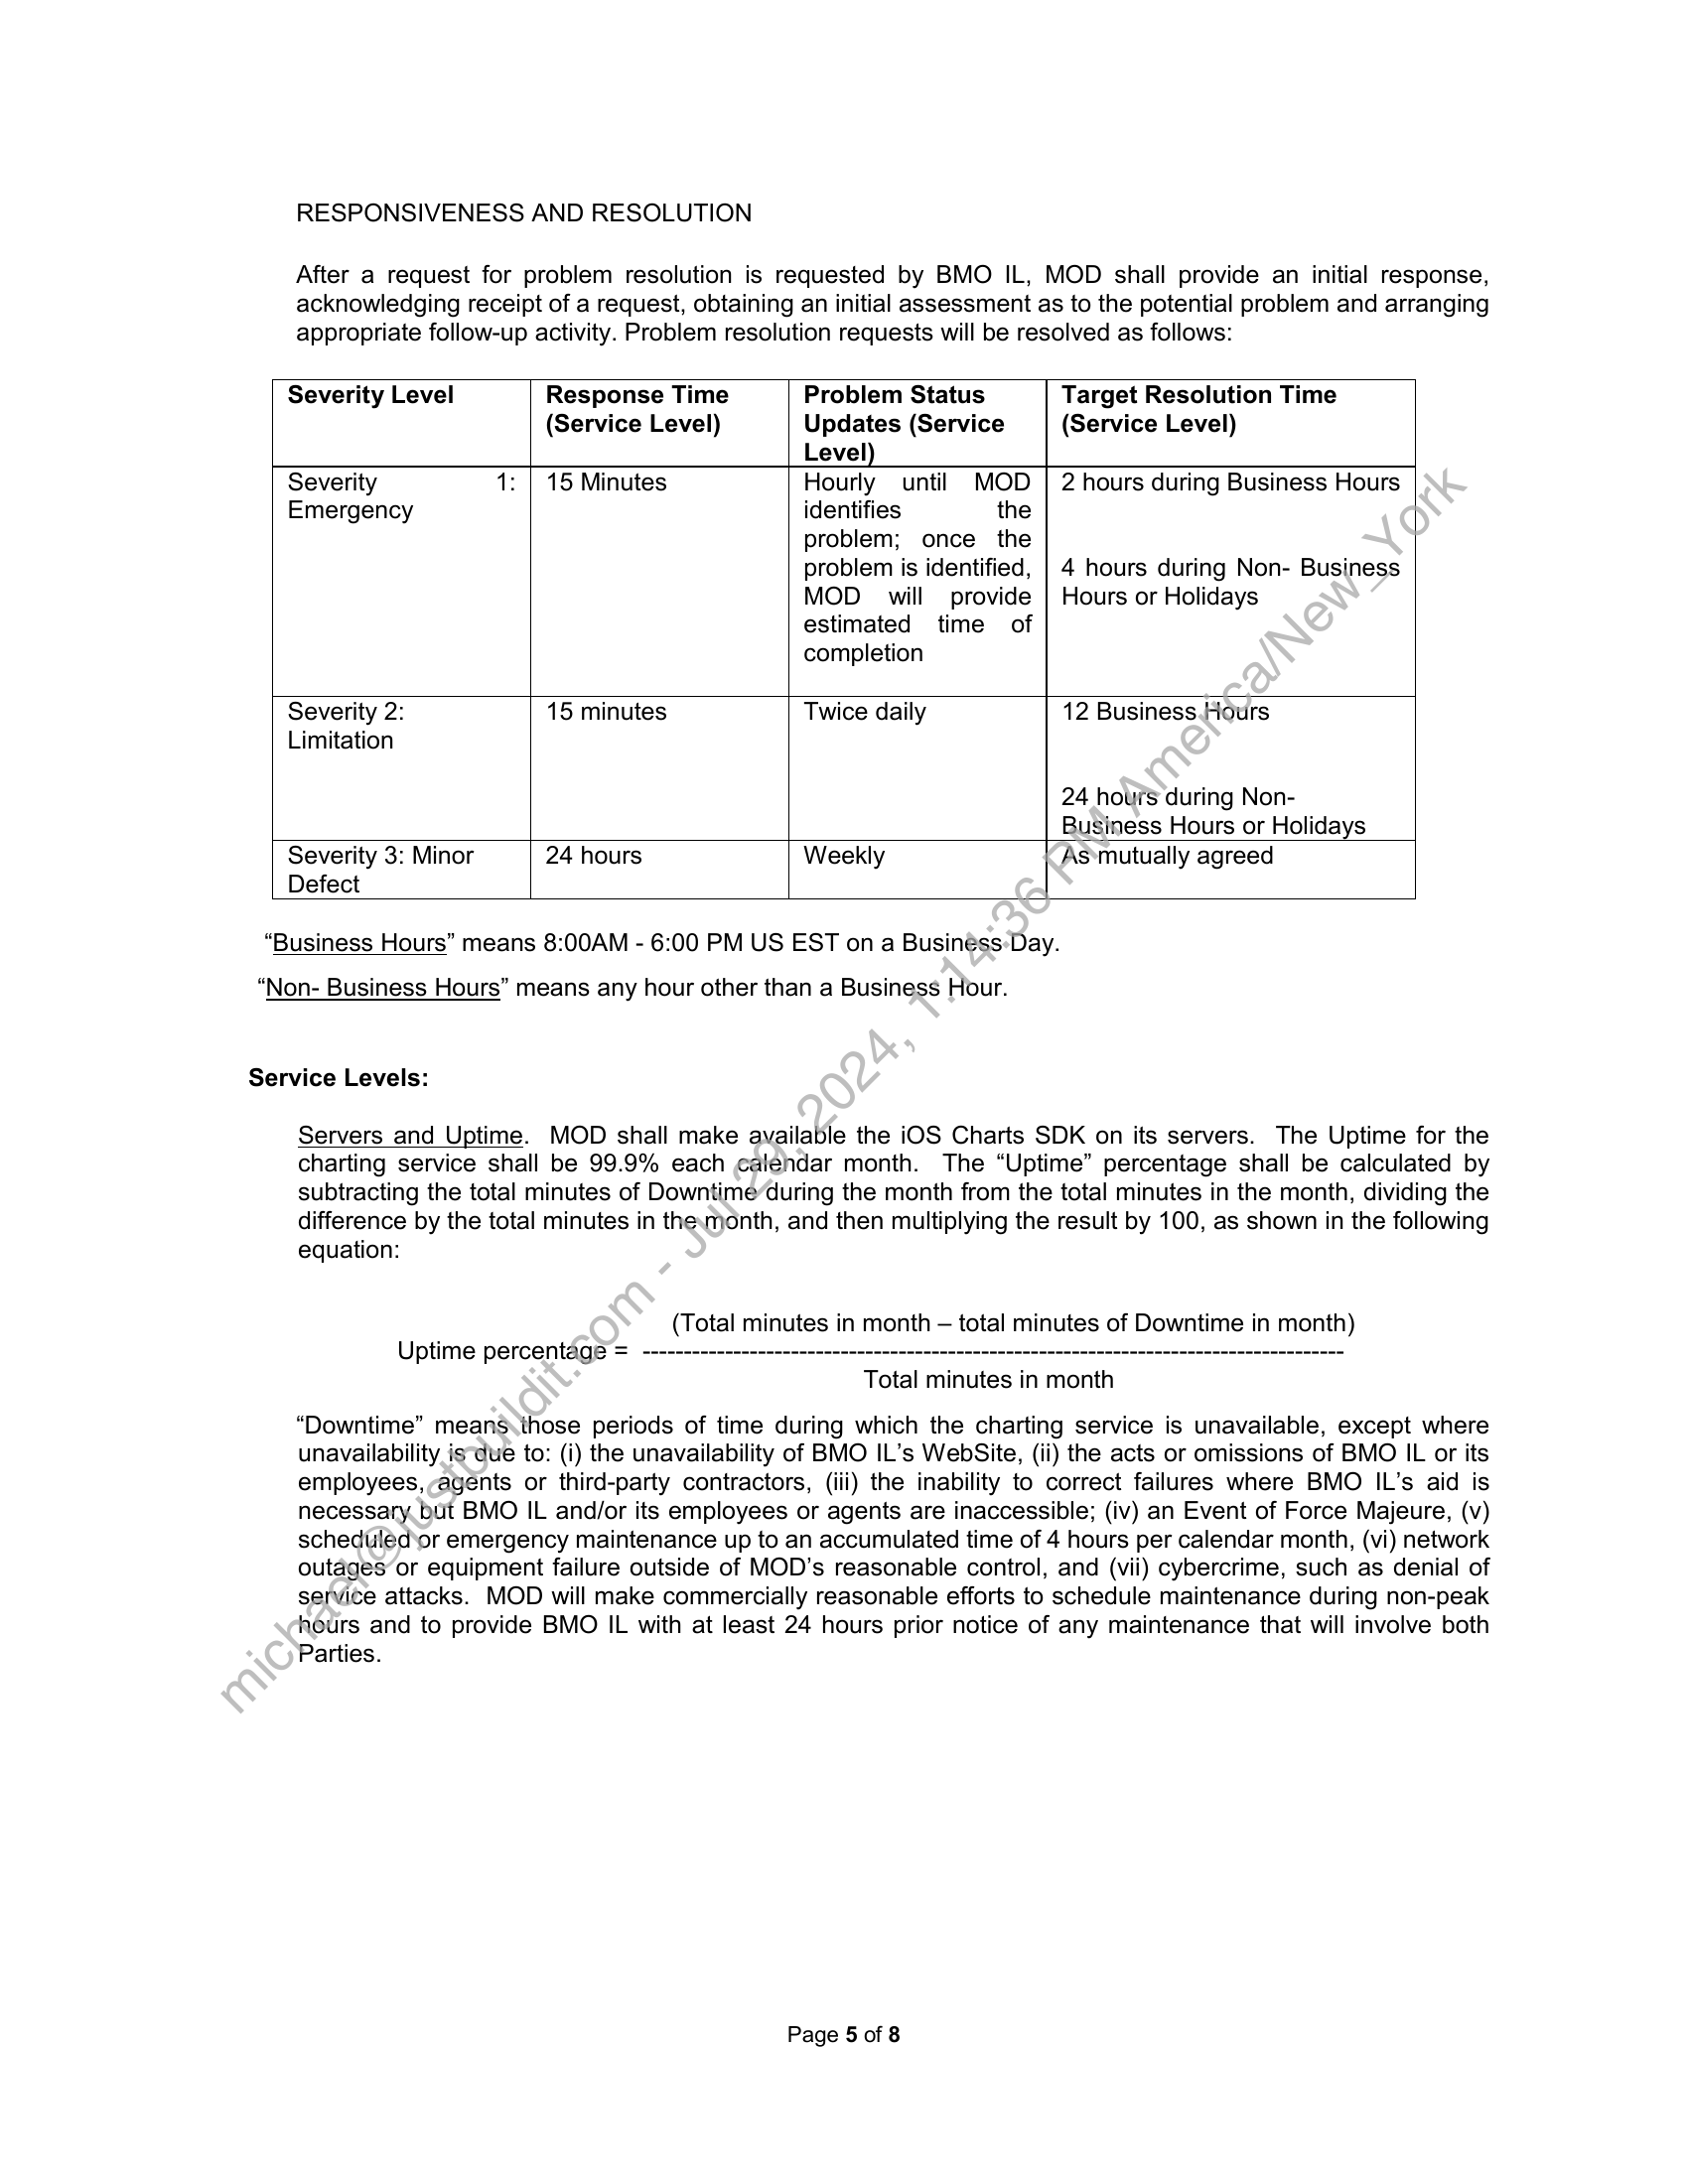 RESPONSIVENESS AND RESOLUTION
After a request for problem resolution is requested by BMO IL, MOD shall provide an initial response,
acknowledging receipt of a request, obtaining an initial assessment as to the potential problem and arranging
appropriate follow-up activity. Problem resolution requests will be resolved as follows:
Severity Level
Response Time
(Service Level)
Problem Status
Updates (Service
Level)
Target Resolution Time
(Service Level)
Severity 1:
Emergency
15 Minutes
Hourly until MOD
identifies the
problem; once the
problem is identified,
MOD will provide
estimated time of
completion
2 hours during Business Hours
4 hours during Non- Business
Hours or Holidays
Severity 2:
Limitation
15 minutes
Twice daily
12 Business Hours
24 hours during Non-
Business Hours or Holidays
Severity 3: Minor
Defect
24 hours
Weekly
As mutually agreed
“Business Hours” means 8:00AM - 6:00 PM US EST on a Business Day.
“Non- Business Hours” means any hour other than a Business Hour.
Service Levels:
Servers and Uptime. MOD shall make available the iOS Charts SDK on its servers. The Uptime for the
charting service shall be 99.9% each calendar month. The “Uptime” percentage shall be calculated by
subtracting the total minutes of Downtime during the month from the total minutes in the month, dividing the
difference by the total minutes in the month, and then multiplying the result by 100, as shown in the following
equation:
(Total minutes in month – total minutes of Downtime in month)
Uptime percentage = -------------------------------------------------------------------------------------
Total minutes in month
“Downtime” means those periods of time during which the charting service is unavailable, except where
unavailability is due to: (i) the unavailability of BMO IL’s WebSite, (ii) the acts or omissions of BMO IL or its
employees, agents or third-party contractors, (iii) the inability to correct failures where BMO IL’s aid is
necessary but BMO IL and/or its employees or agents are inaccessible; (iv) an Event of Force Majeure, (v)
scheduled or emergency maintenance up to an accumulated time of 4 hours per calendar month, (vi) network
outages or equipment failure outside of MOD’s reasonable control, and (vii) cybercrime, such as denial of
service attacks. MOD will make commercially reasonable efforts to schedule maintenance during non-peak
hours and to provide BMO IL with at least 24 hours prior notice of any maintenance that will involve both
Parties.
michael@justbuildit.com - Jul 29, 2024, 1:14:36 PM America/New_York
Page 5 of 8